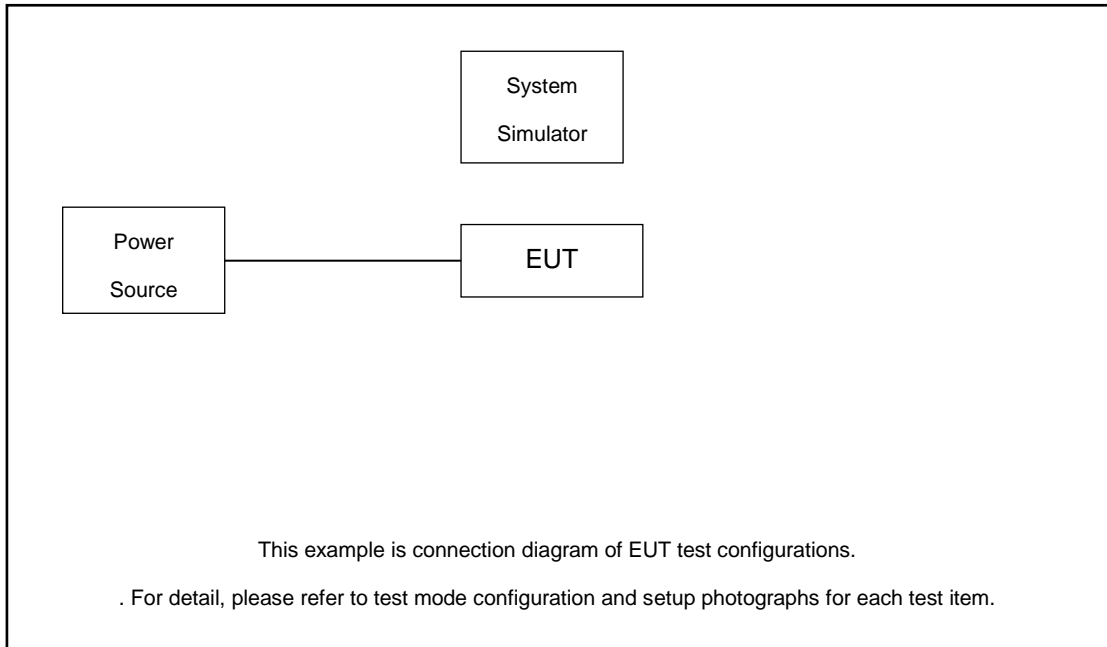 System
Simulator
Power
Source
EUT
This example is connection diagram of EUT test configurations.
. For detail, please refer to test mode configuration and setup photographs for each test item.